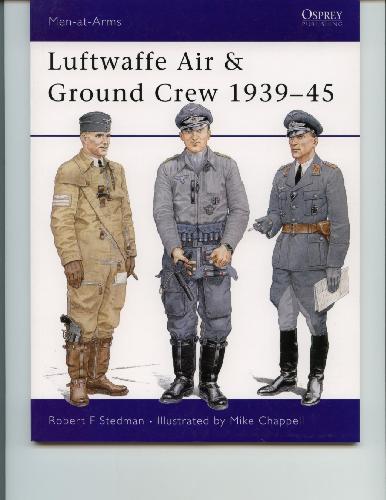 Men-at-Arms
OSPREY
PUBLISHING
Luftwaffe Air &
Ground Crew 1939–45
Robert F Stedman · Illustrated by Mike Chappell